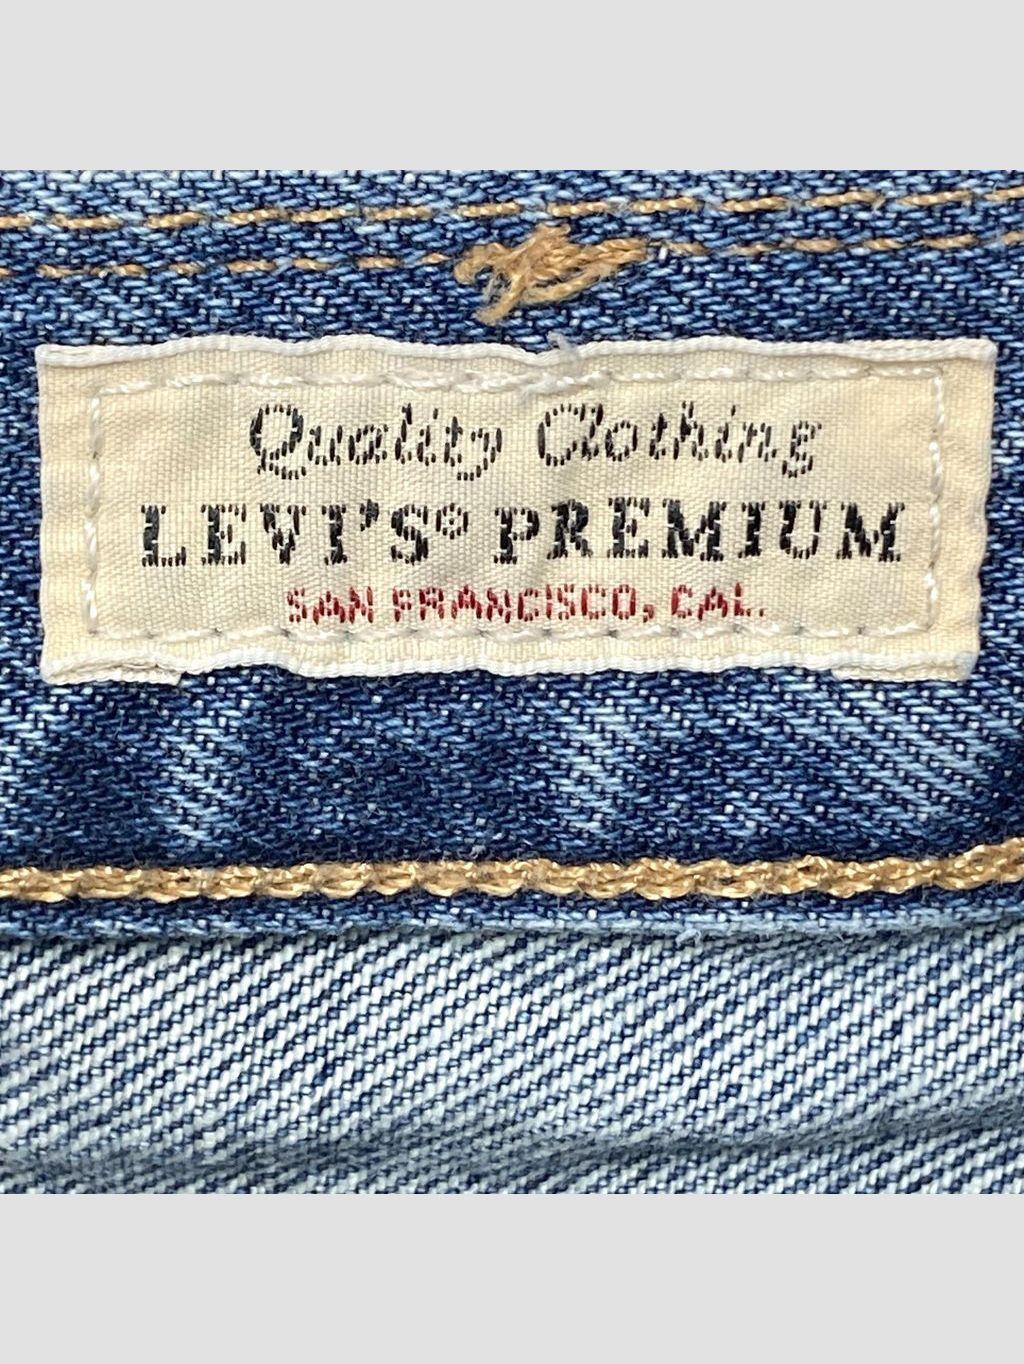 Quality Clothing
LEVI'S® PREMIUM
SAN FRANCISCO, CAL.